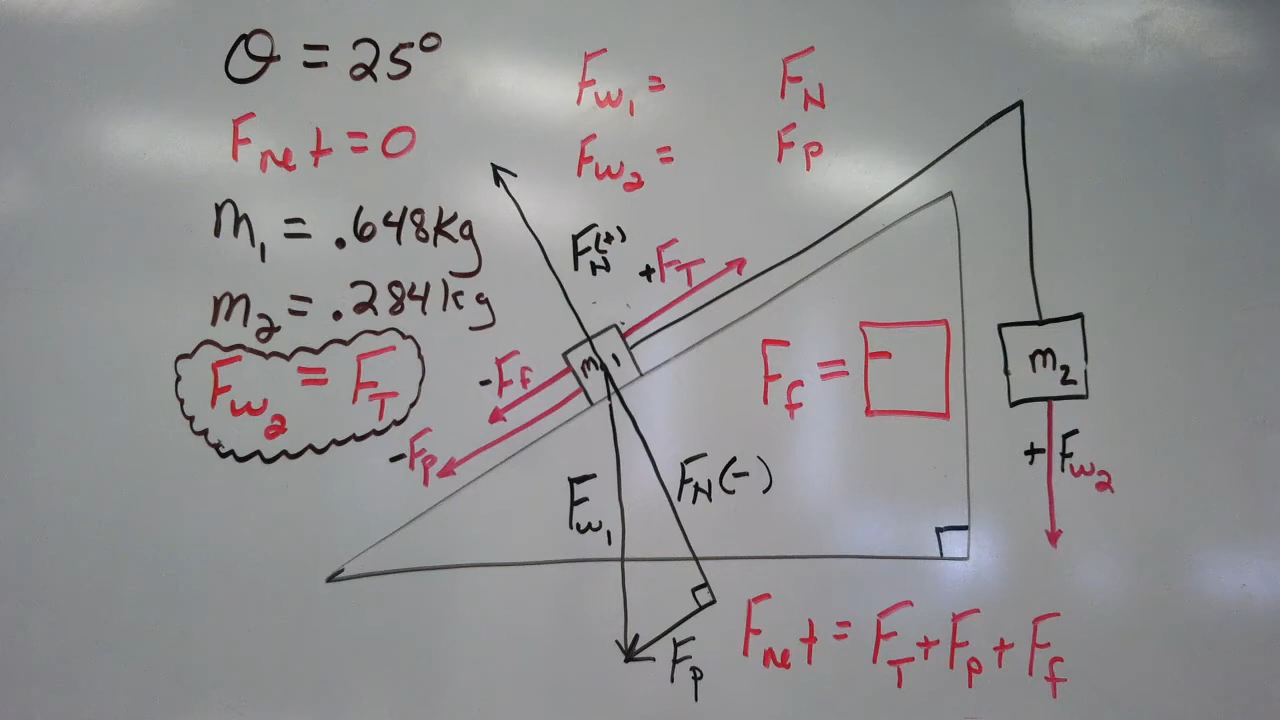 θ = 25°
Fnet = 0
m₁ = .648kg
m₂ = .284kg
Fw₂ = FT
Fw₁ =
Fw₂ =
FN
Fp
FN(+)
+FT
m₁
-Ff
-Fp
Fw₁
FN(-)
Fp
Ff =
m₂
+Fw₂
Fnet = FT + Fp + Ff